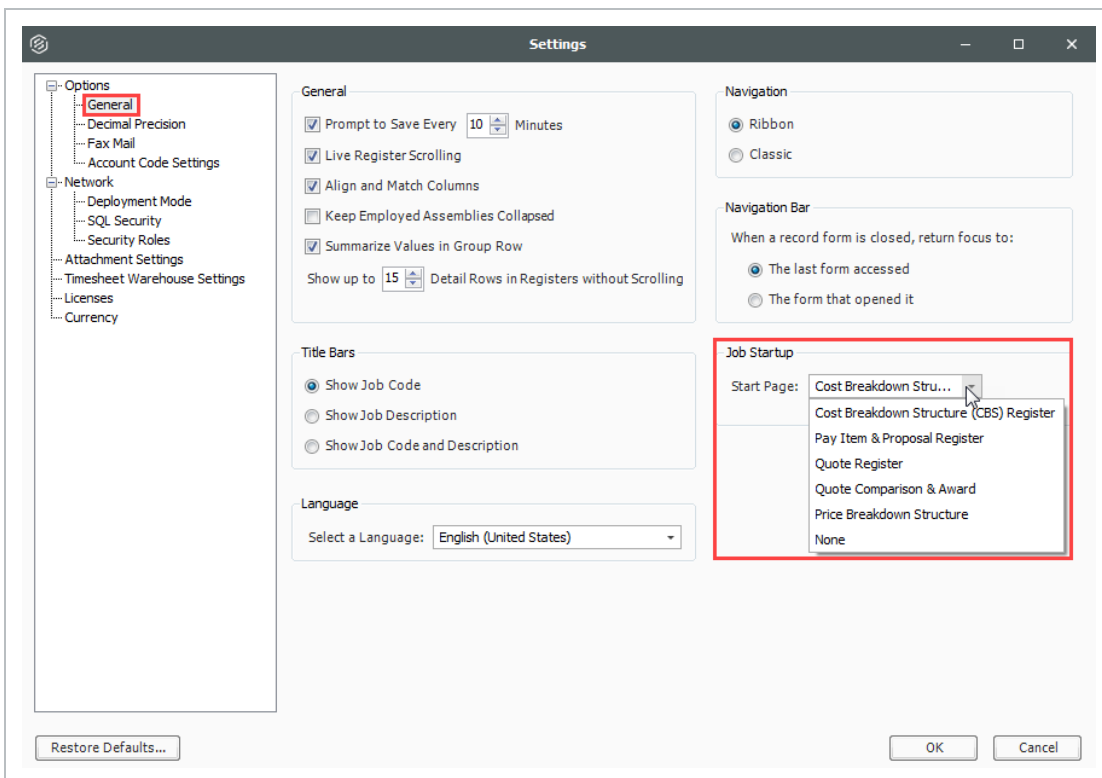 Settings
Options
General
Decimal Precision
Fax Mail
Account Code Settings
Network
Deployment Mode
SQL Security
Security Roles
Attachment Settings
Timesheet Warehouse Settings
Licenses
Currency
General
Prompt to Save Every 10 Minutes
Live Register Scrolling
Align and Match Columns
Keep Employed Assemblies Collapsed
Summarize Values in Group Row
Show up to 15 Detail Rows in Registers without Scrolling
Title Bars
Show Job Code
Show Job Description
Show Job Code and Description
Language
Select a Language: English (United States)
Navigation
Ribbon
Classic
Navigation Bar
When a record form is closed, return focus to:
The last form accessed
The form that opened it
Job Startup
Start Page: Cost Breakdown Stru...
Cost Breakdown Structure (CBS) Register
Pay Item & Proposal Register
Quote Register
Quote Comparison & Award
Price Breakdown Structure
None
Restore Defaults...
OK
Cancel